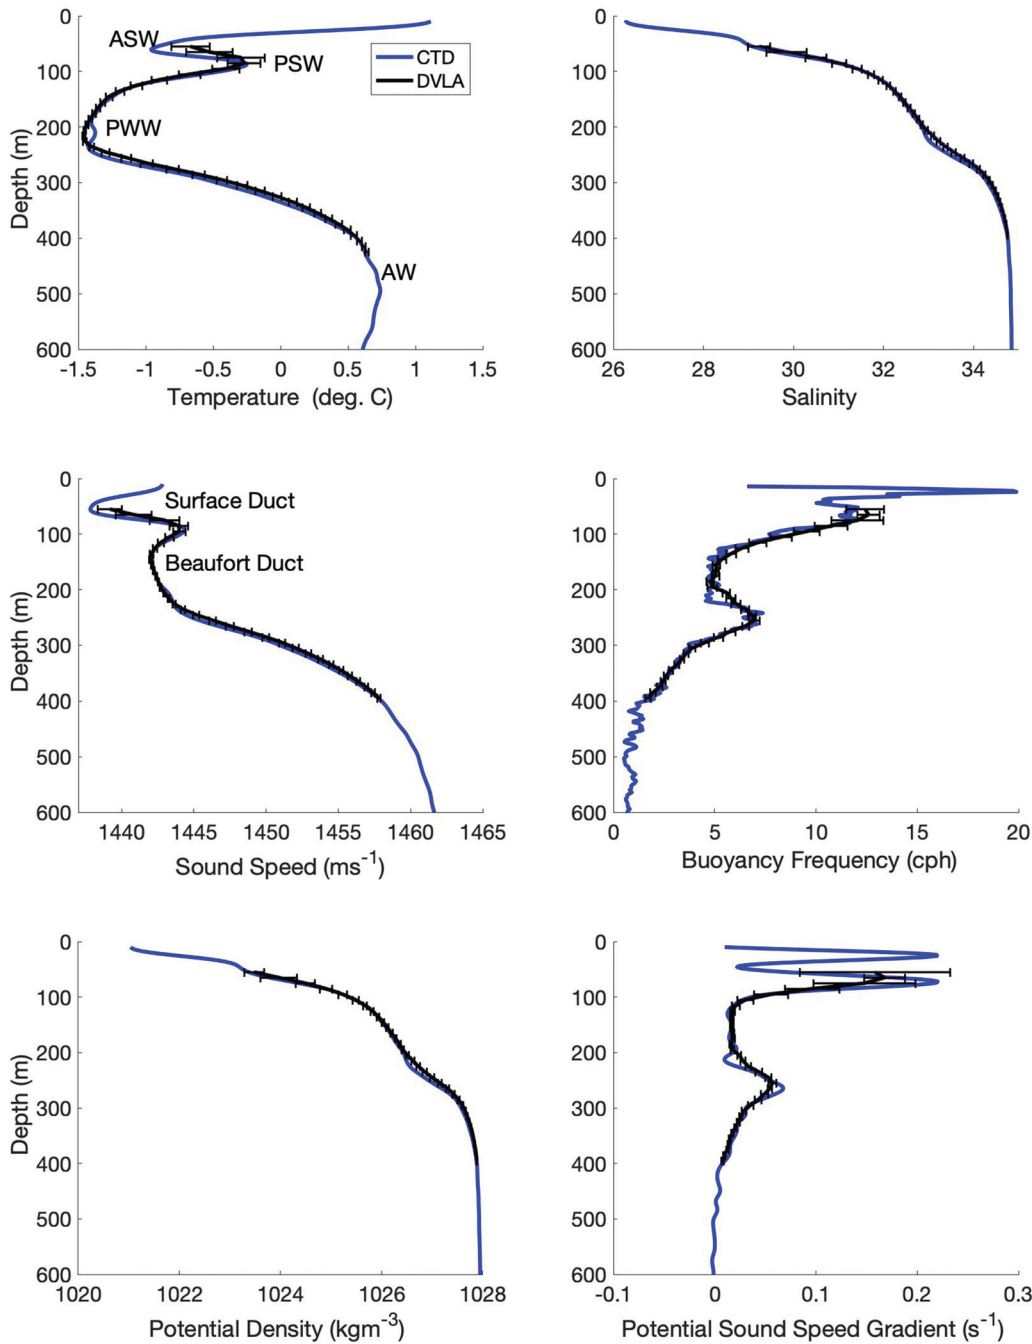 0
100
200
300
400
500
600
Depth (m)
ASW
PSW
PWW
AW
CTD
DVLA
-1.5 -1 -0.5 0 0.5 1 1.5
Temperature (deg. C)
0
100
200
300
400
500
600
26 28 30 32 34
Salinity
0
100
200
300
400
500
600
Depth (m)
Surface Duct
Beaufort Duct
1440 1445 1450 1455 1460 1465
Sound Speed (ms⁻¹)
0
100
200
300
400
500
600
0 5 10 15 20
Buoyancy Frequency (cph)
0
100
200
300
400
500
600
Depth (m)
1020 1022 1024 1026 1028
Potential Density (kgm⁻³)
0
100
200
300
400
500
600
-0.1 0 0.1 0.2 0.3
Potential Sound Speed Gradient (s⁻¹)